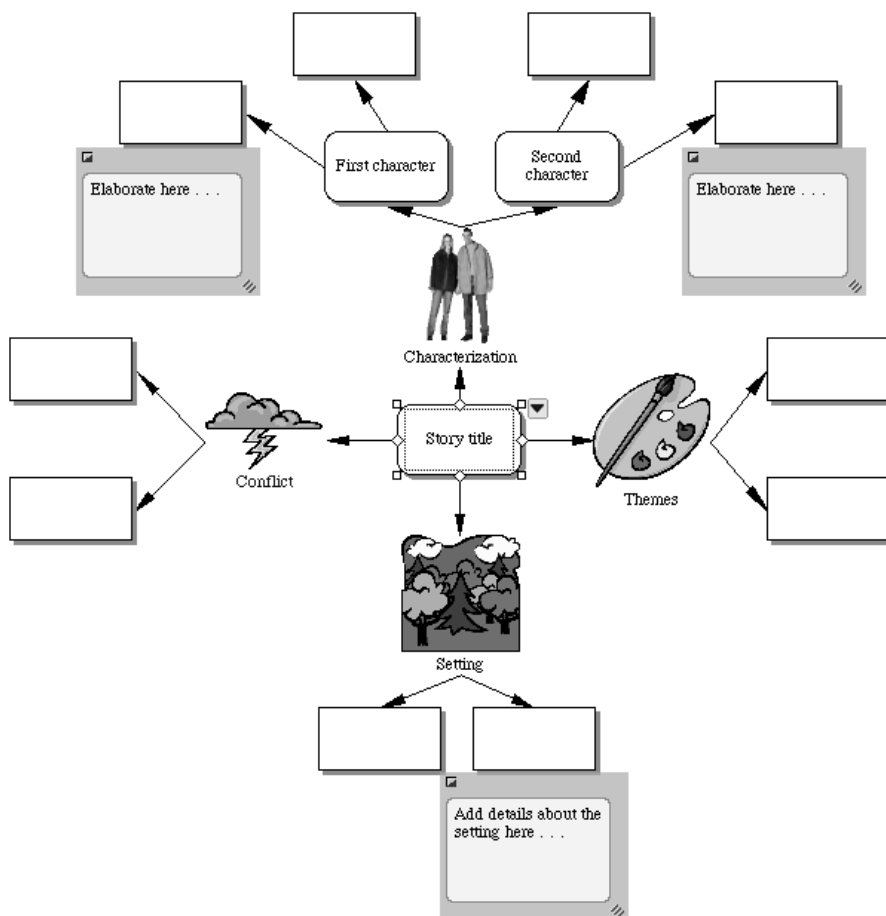 First character
Second
character
Elaborate here . . .
Elaborate here . . .
Characterization
Story title
Conflict
Themes
Setting
Add details about the
setting here . . .